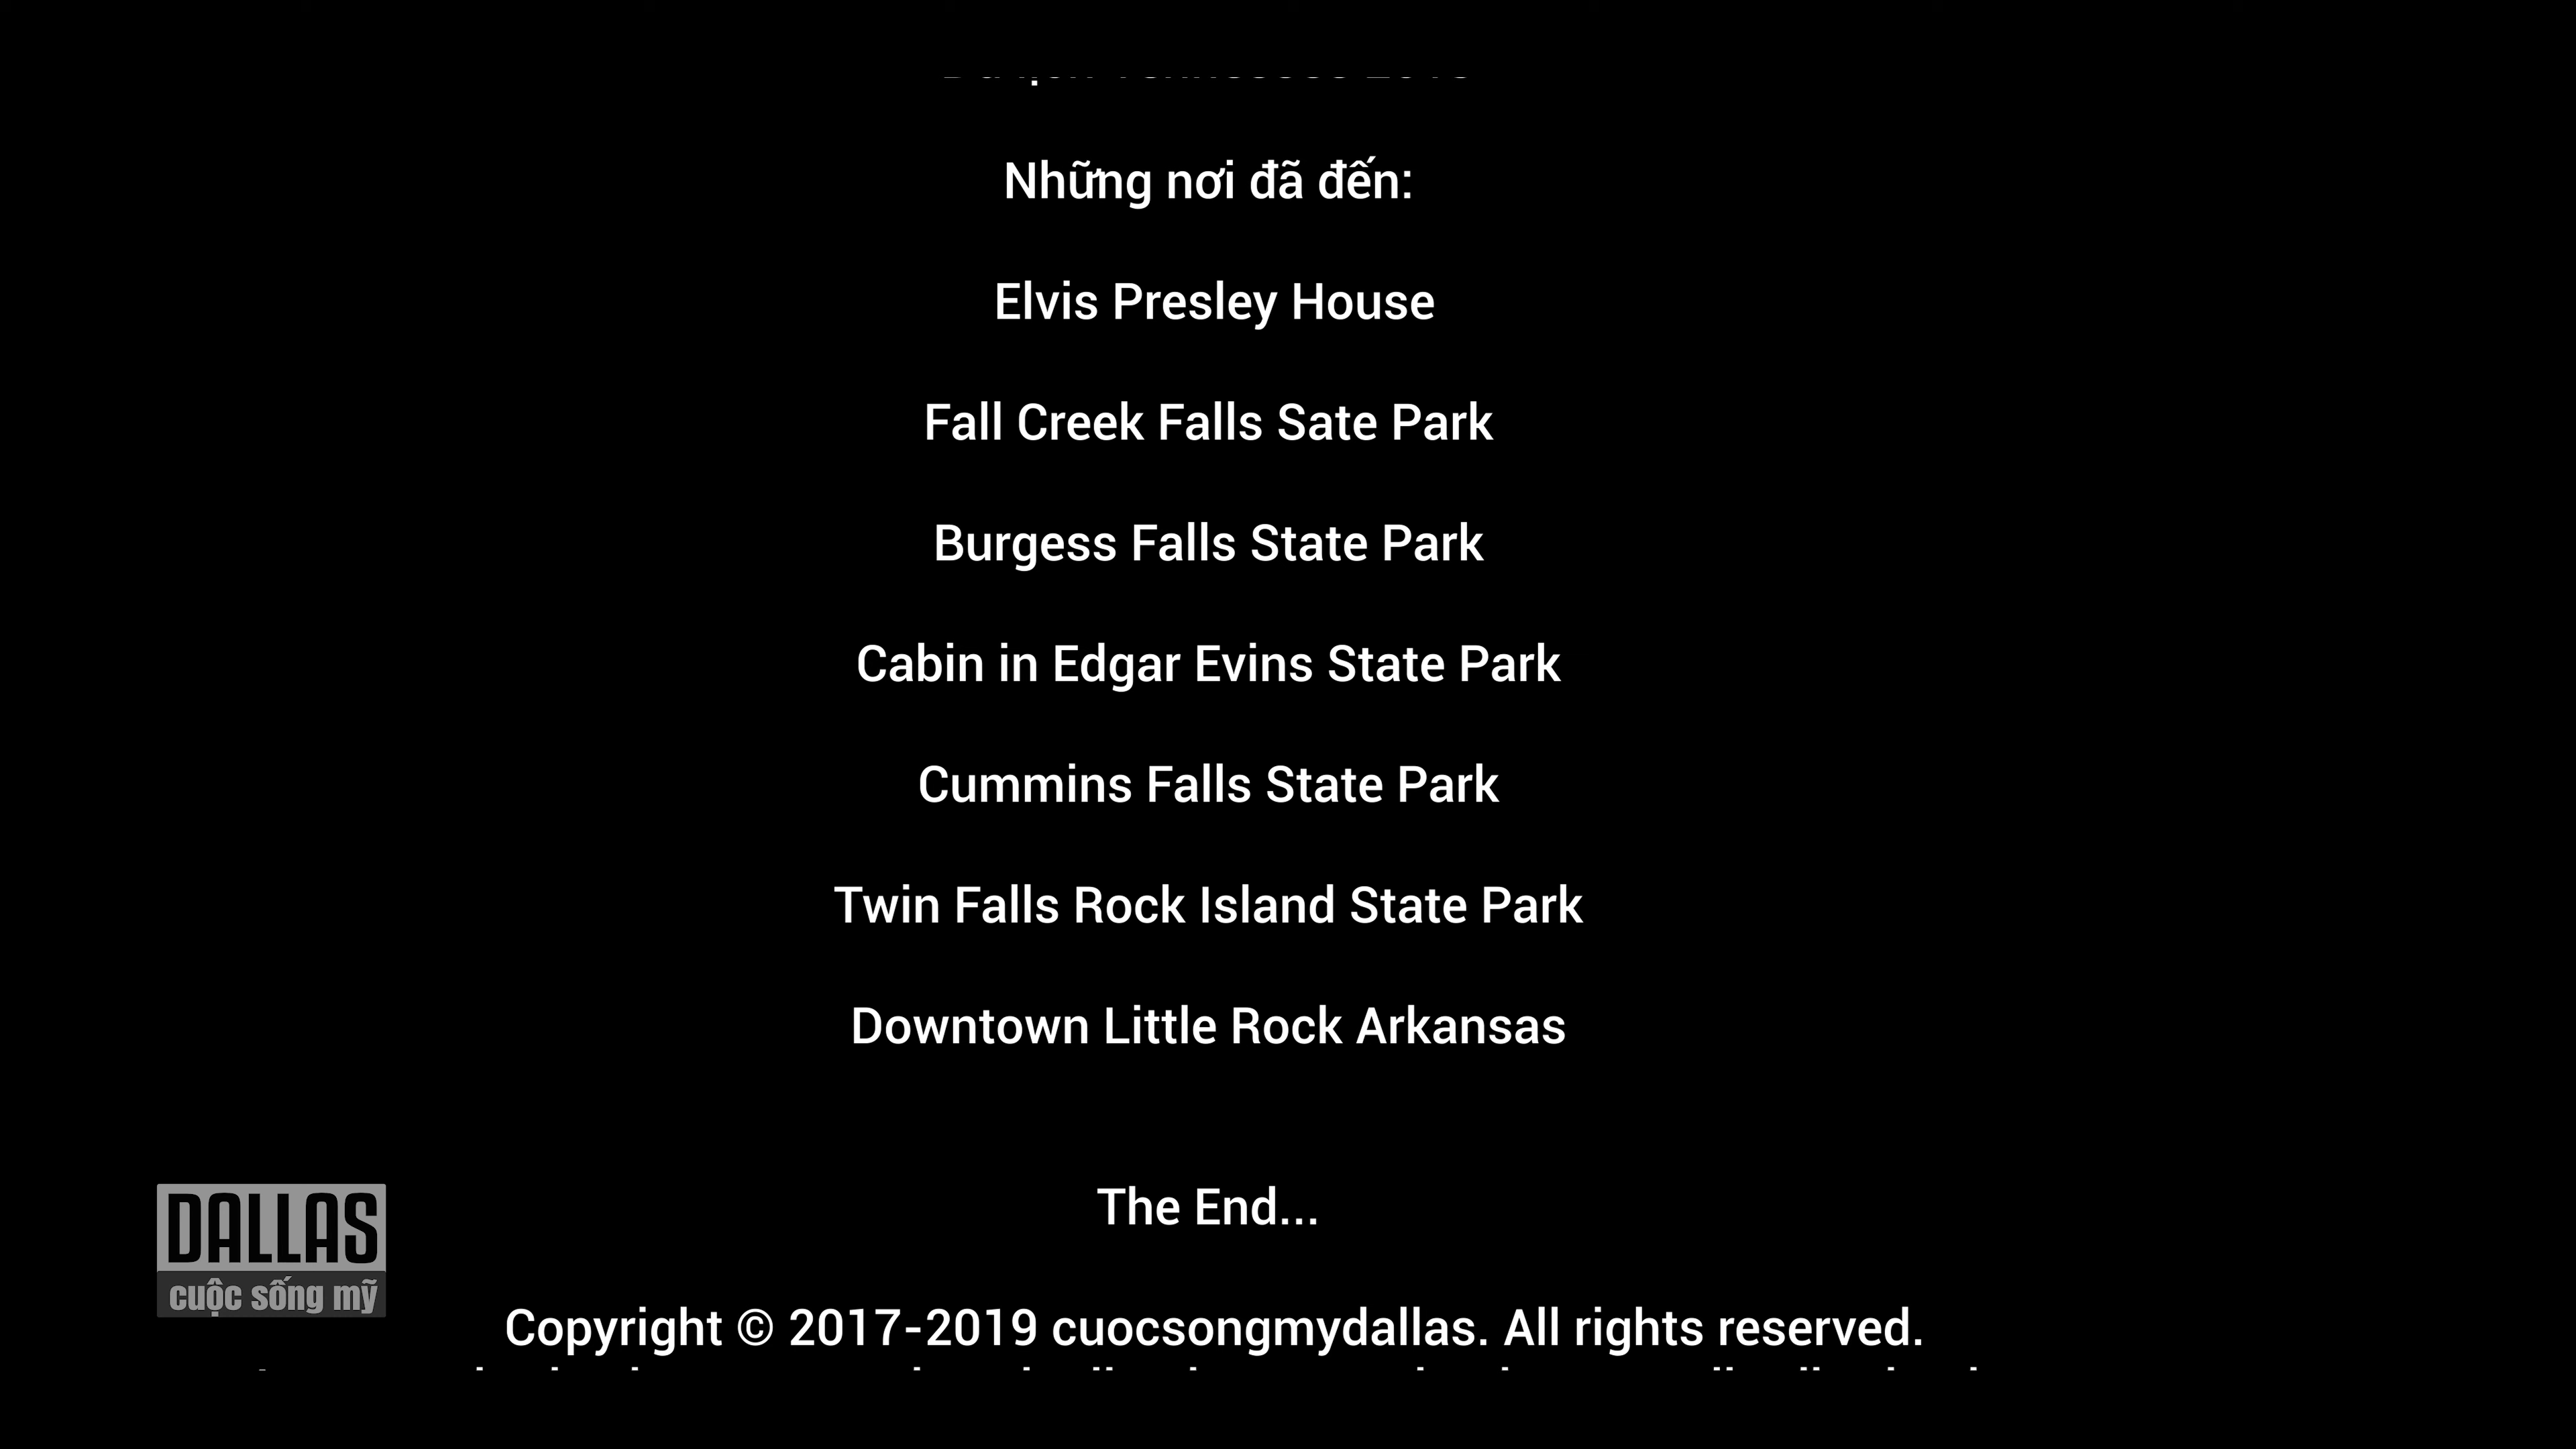 Những nơi đã đến:
Elvis Presley House
Fall Creek Falls Sate Park
Burgess Falls State Park
Cabin in Edgar Evins State Park
Cummins Falls State Park
Twin Falls Rock Island State Park
Downtown Little Rock Arkansas
The End...
DALLAS
cuộc sống mỹ
Copyright © 2017-2019 cuocsongmydallas. All rights reserved.